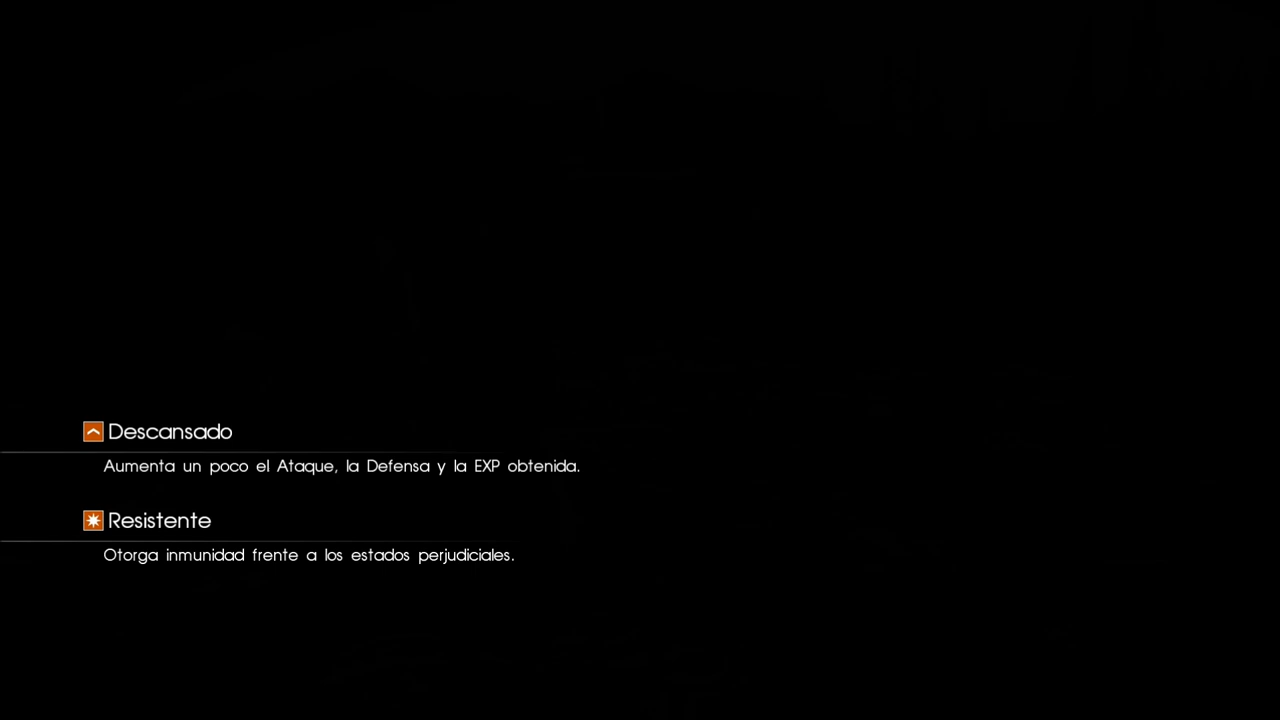 Descansado
Aumenta un poco el Ataque, la Defensa y la EXP obtenida.
Resistente
Otorga inmunidad frente a los estados perjudiciales.